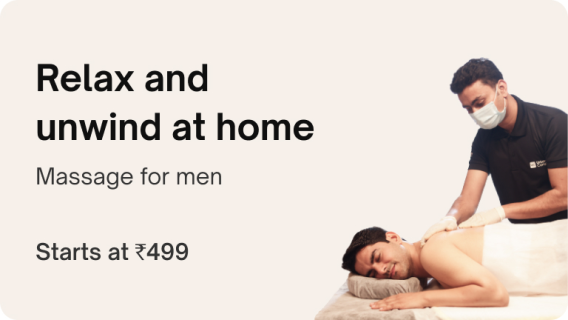 Relax and
unwind at home
Massage for men
Starts at ₹499